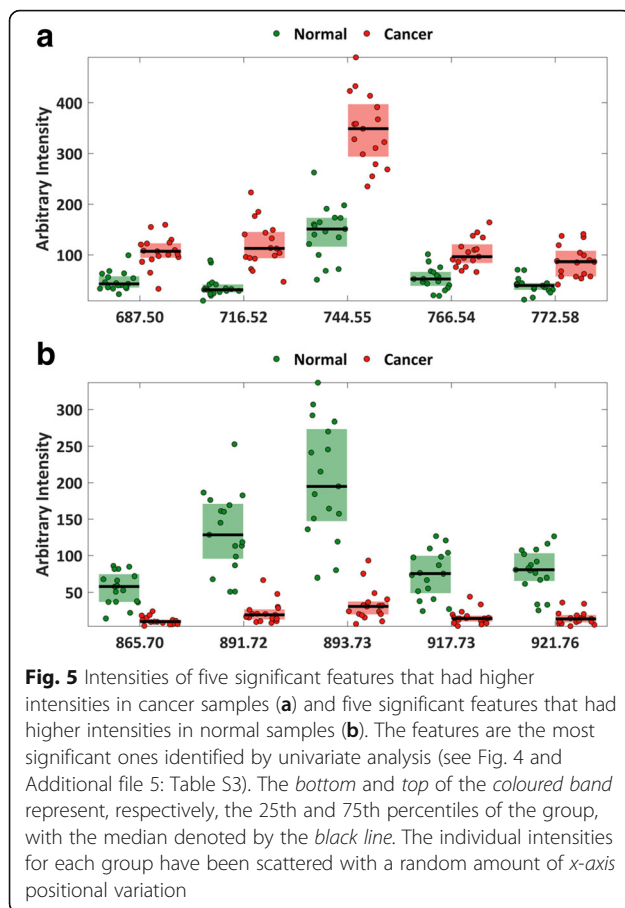 a
Normal Cancer
Arbitrary Intensity
400
300
200
100
687.50 716.52 744.55 766.54 772.58
b
Normal Cancer
Arbitrary Intensity
300
250
200
150
100
50
865.70 891.72 893.73 917.73 921.76
Fig. 5 Intensities of five significant features that had higher
intensities in cancer samples (a) and five significant features that had
higher intensities in normal samples (b). The features are the most
significant ones identified by univariate analysis (see Fig. 4 and
Additional file 5: Table S3). The bottom and top of the coloured band
represent, respectively, the 25th and 75th percentiles of the group,
with the median denoted by the black line. The individual intensities
for each group have been scattered with a random amount of x-axis
positional variation